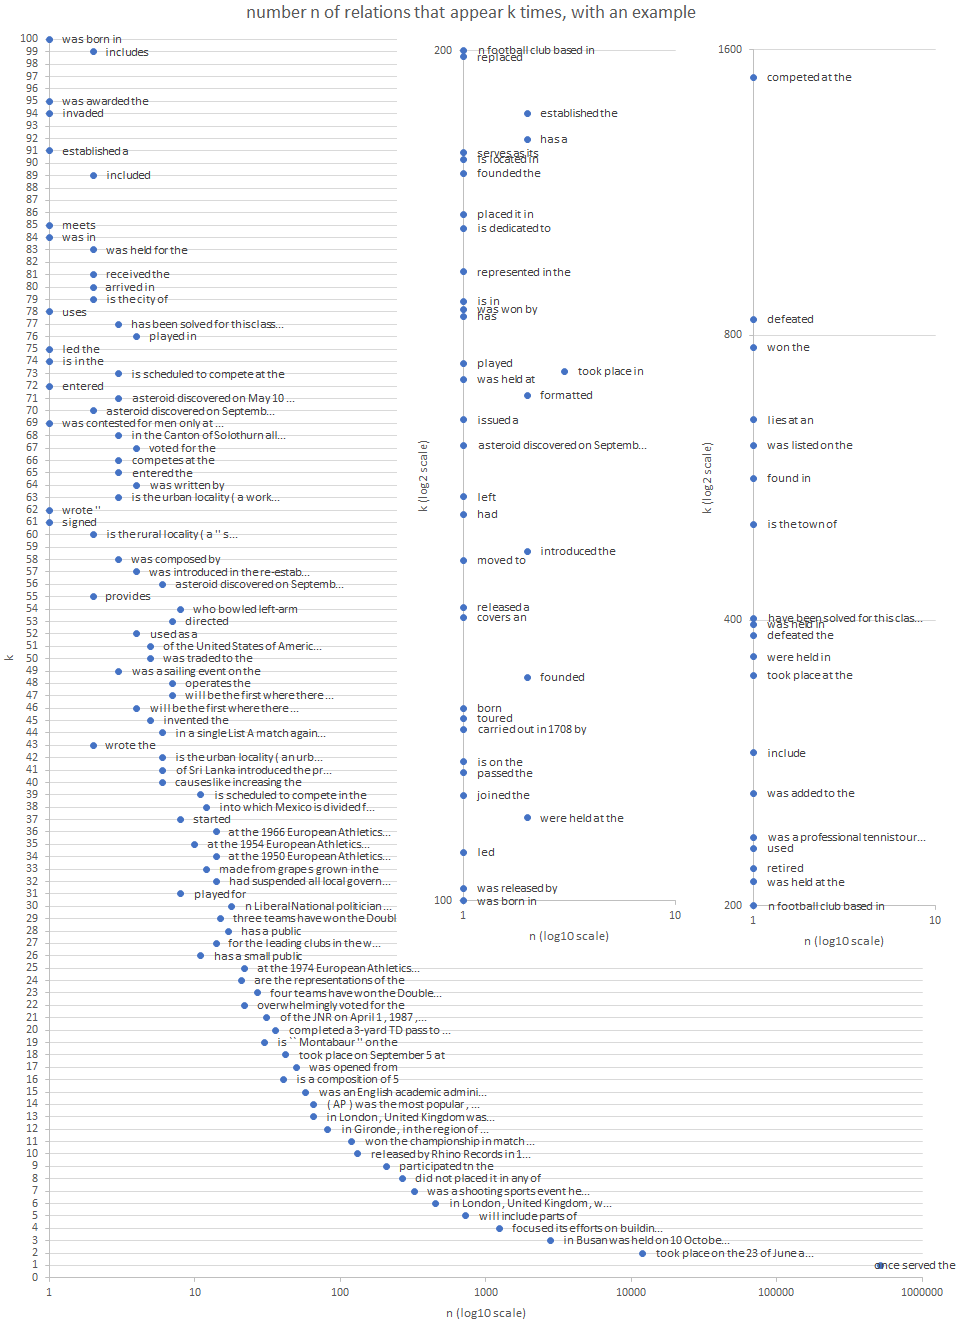 number n of relations that appear k times, with an example
100 was born in
99 includes
98
97
96
95 was awarded the
94 invaded
93
92
91 established a
90
89 included
88
87
86
85 meets
84 was in
83 was held for the
82
81 received the
80 arrived in
79 is the city of
78 uses
77 has been solved for this class...
76 played in
75 led the
74 is in the
73 is scheduled to compete at the
72 entered
71 asteroid discovered on May 10 ...
70 asteroid discovered on Septemb...
69 was contested for men only at ...
68 in the Canton of Solothurn all...
67 voted for the
66 competes at the
65 entered the
64 was written by
63 is the urban locality ( a work...
62 wrote ''
61 signed
60 is the rural locality ( a '' s...
59
58 was composed by
57 was introduced in the re-estab...
56 asteroid discovered on Septemb...
55 provides
54 who bowled left-arm
53 directed
52 used as a
51 of the United States of Americ...
50 was traded to the
49 was a sailing event on the
48 operates the
47 will be the first where there ...
46 will be the first where there ...
45 invented the
44 in a single List A match again...
43 wrote the
42 is the urban locality ( an urb...
41 of Sri Lanka introduced the pr...
40 causes like increasing the
39 is scheduled to compete in the
38 into which Mexico is divided f...
37 started
36 at the 1966 European Athletics...
35 at the 1954 European Athletics...
34 at the 1950 European Athletics...
33 made from grapes grown in the
32 had suspended all local govern...
31 played for
30 n Liberal National politician ...
29 three teams have won the Doubl
28 has a public
27 for the leading clubs in the w...
26 has a small public
25 at the 1974 European Athletics...
24 are the representations of the
23 four teams have won the Double...
22 overwhelmingly voted for the
21 of the JNR on April 1 , 1987 , ...
20 completed a 3-yard TD pass to ...
19 is `` Montabaur '' on the
18 took place on September 5 at
17 was opened from
16 is a composition of 5
15 was an English academic admini...
14 ( AP ) was the most popular , ...
13 in London , United Kingdom was...
12 in Gironde , in the region of ...
11 won the championship in match ...
10 released by Rhino Records in 1...
9 participated tn the
8 did not placed it in any of
7 was a shooting sports event he...
6 in London , United Kingdom , w...
5 will include parts of
4 focused its efforts on buildin...
3 in Busan was held on 10 Octobe...
2 took place on the 23 of June a...
1 once served the
0
k
1 10 100 1000 10000 100000 1000000
n (log10 scale)
200 n football club based in
replaced
established the
has a
serves as its
is located in
founded the
placed it in
is dedicated to
represented in the
is in
was won by
has
played
took place in
was held at
formatted
issued a
asteroid discovered on Septemb...
left
had
introduced the
moved to
released a
covers an
founded
born
toured
carried out in 1708 by
is on the
passed the
joined the
were held at the
led
was released by
100 was born in
k (log2 scale)
1 10
n (log10 scale)
1600
competed at the
defeated
800
won the
lies at an
was listed on the
found in
is the town of
have been solved for this clas...
400
was held in
defeated the
were held in
took place at the
include
was added to the
was a professional tennis tour...
used
retired
was held at the
200 n football club based in
k (log2 scale)
1 10
n (log10 scale)